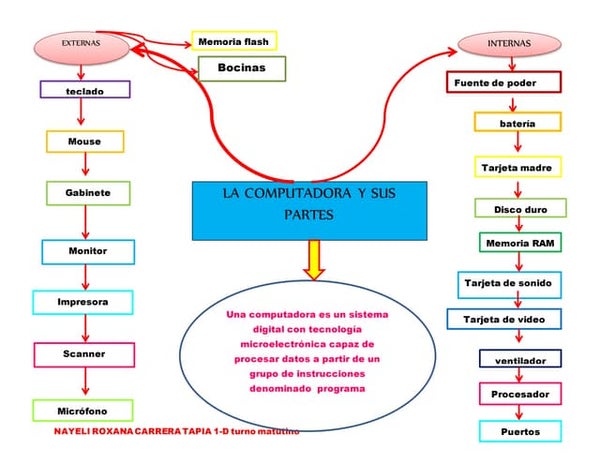 EXTERNAS
Memoria flash
Bocinas
teclado
Mouse
Gabinete
Monitor
Impresora
Scanner
Micrófono
LA COMPUTADORA Y SUS
PARTES
Una computadora es un sistema
digital con tecnología
microelectrónica capaz de
procesar datos a partir de un
grupo de instrucciones
denominado programa
INTERNAS
Fuente de poder
batería
Tarjeta madre
Disco duro
Memoria RAM
Tarjeta de sonido
Tarjeta de video
ventilador
Procesador
Puertos
NAYELI ROXANA CARRERA TAPIA 1-D turno matutino